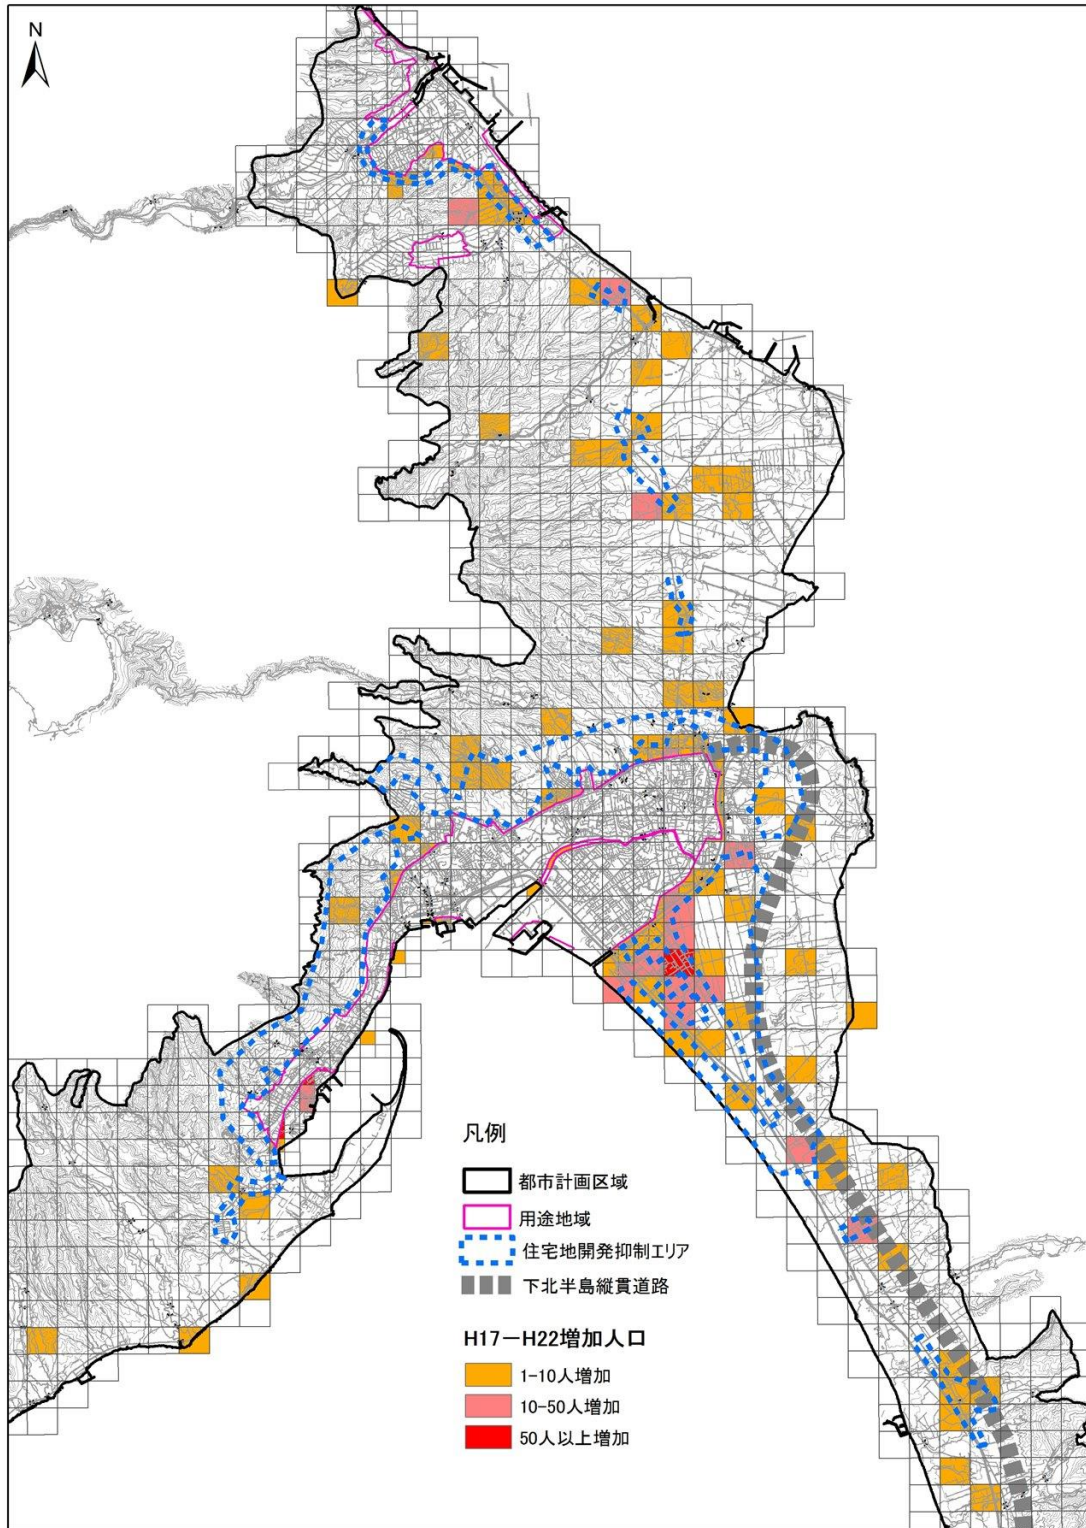 N
凡例
都市計画区域
用途地域
住宅地開発抑制エリア
下北半島縦貫道路
H17-H22増加人口
1-10人増加
10-50人増加
50人以上増加